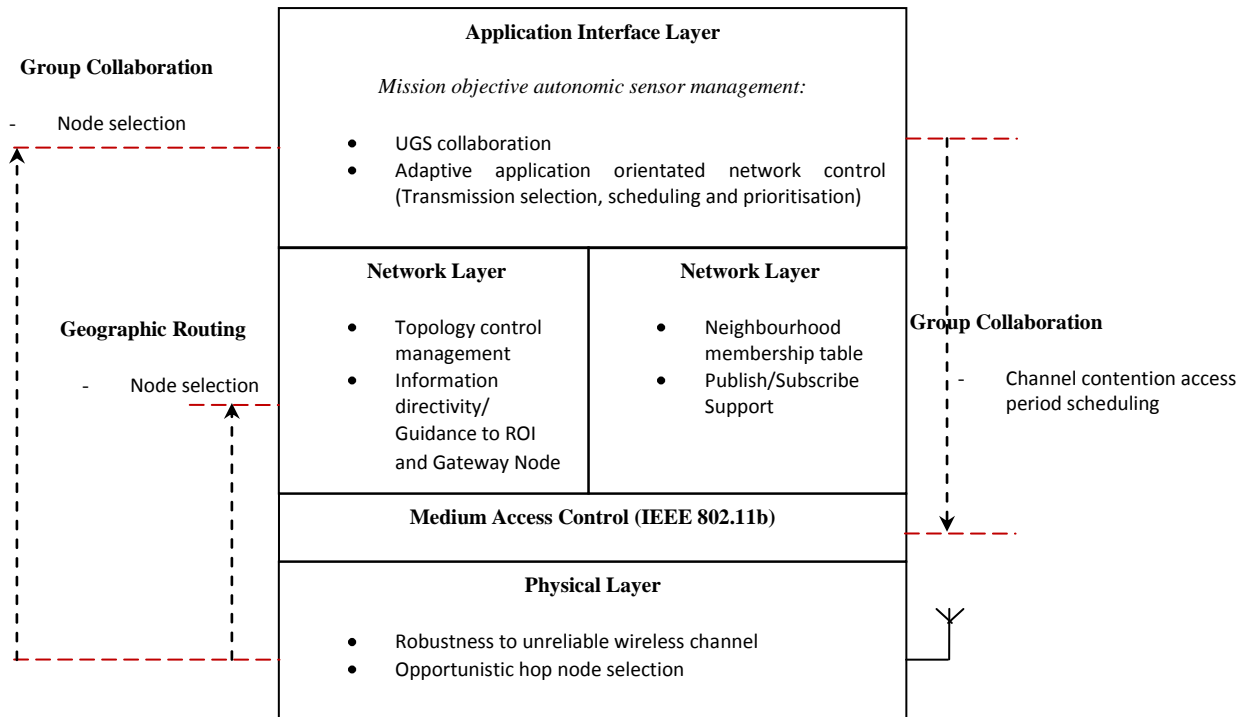 Application Interface Layer
Group Collaboration
- Node selection
Mission objective autonomic sensor management:
• UGS collaboration
• Adaptive application orientated network control
(Transmission selection, scheduling and prioritisation)
Network Layer
• Topology control
management
• Information
directivity/
Guidance to ROI
and Gateway Node
Network Layer
• Neighbourhood
membership table
• Publish/Subscribe
Support
Geographic Routing
- Node selection
Group Collaboration
- Channel contention access
period scheduling
Medium Access Control (IEEE 802.11b)
Physical Layer
• Robustness to unreliable wireless channel
• Opportunistic hop node selection